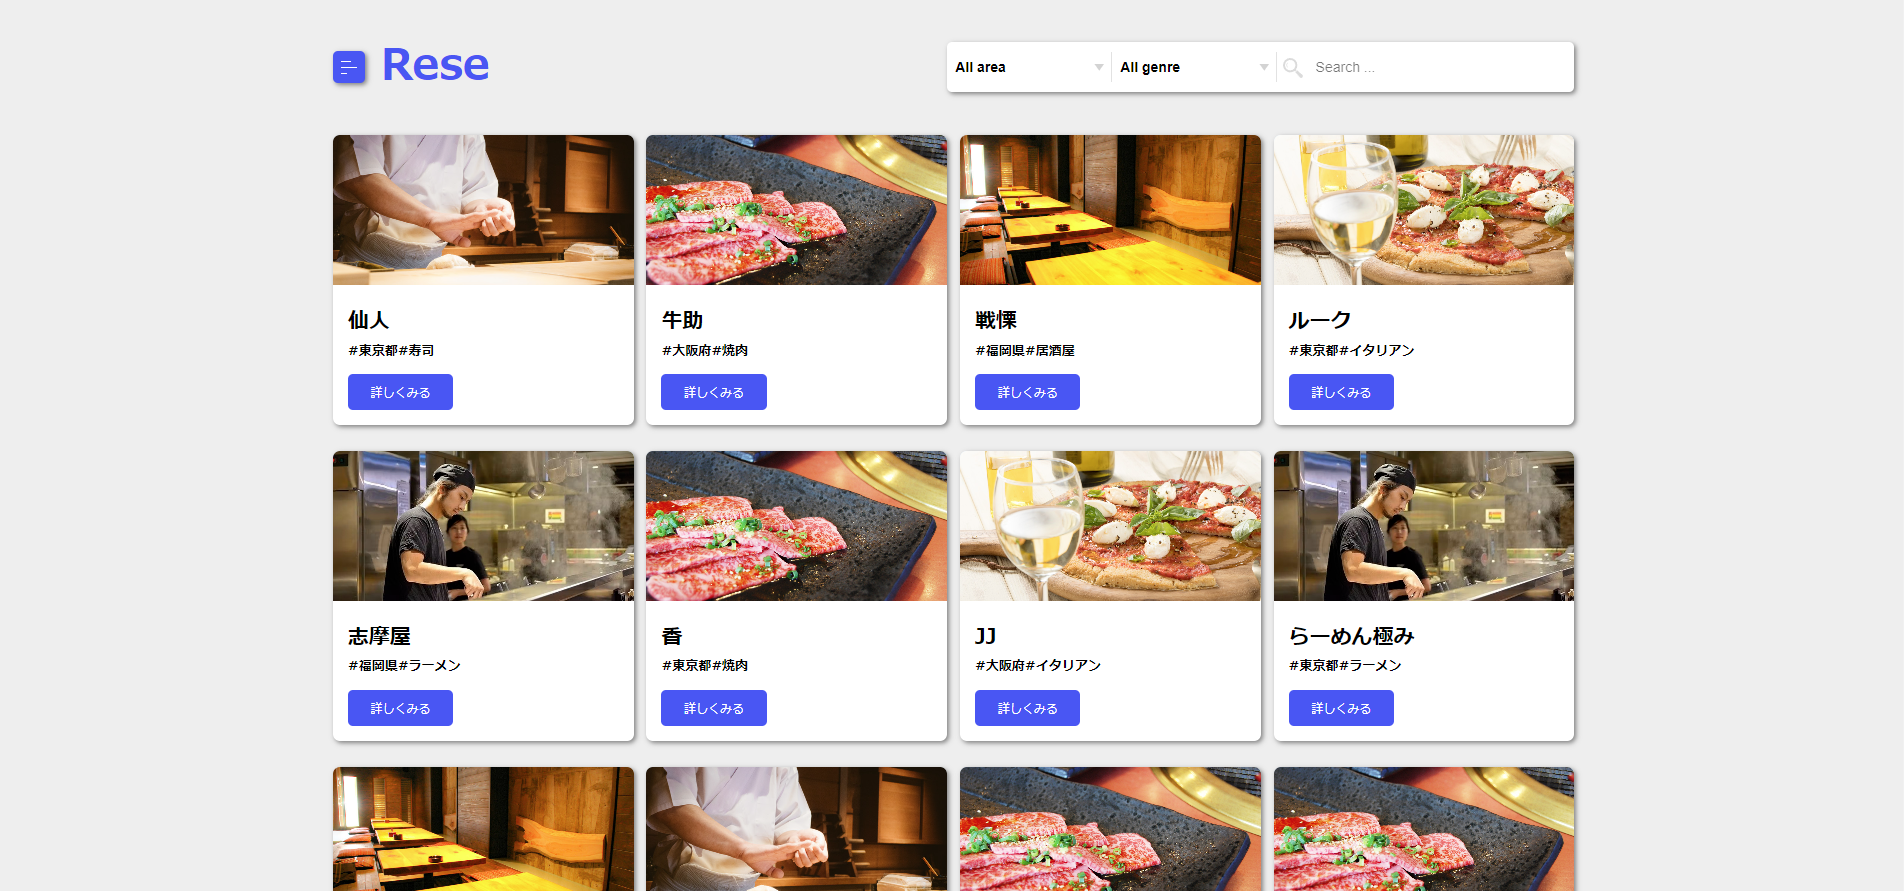 Rese
All area
All genre
Search ...
仙人
#東京都#寿司
詳しくみる
牛助
#大阪府#焼肉
詳しくみる
戦慄
#福岡県#居酒屋
詳しくみる
ルーク
#東京都#イタリアン
詳しくみる
志摩屋
#福岡県#ラーメン
詳しくみる
香
#東京都#焼肉
詳しくみる
JJ
#大阪府#イタリアン
詳しくみる
らーめん極み
#東京都#ラーメン
詳しくみる